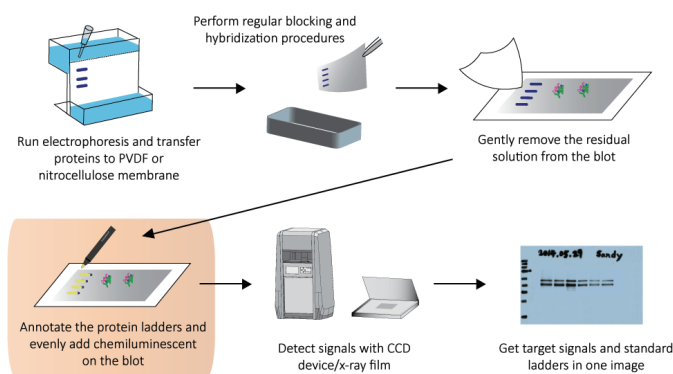 Perform regular blocking and
hybridization procedures
Run electrophoresis and transfer
proteins to PVDF or
nitrocellulose membrane
Gently remove the residual
solution from the blot
Annotate the protein ladders and
evenly add chemiluminescent
on the blot
Detect signals with CCD
device/x-ray film
2014.05.29 Sandy
Get target signals and standard
ladders in one image